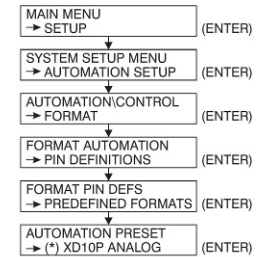 MAIN MENU
→ SETUP (ENTER)
SYSTEM SETUP MENU
→ AUTOMATION SETUP (ENTER)
AUTOMATION\CONTROL
→ FORMAT (ENTER)
FORMAT AUTOMATION
→ PIN DEFINITIONS (ENTER)
FORMAT PIN DEFS
→ PREDEFINED FORMATS (ENTER)
AUTOMATION PRESET
→ (*) XD10P ANALOG (ENTER)